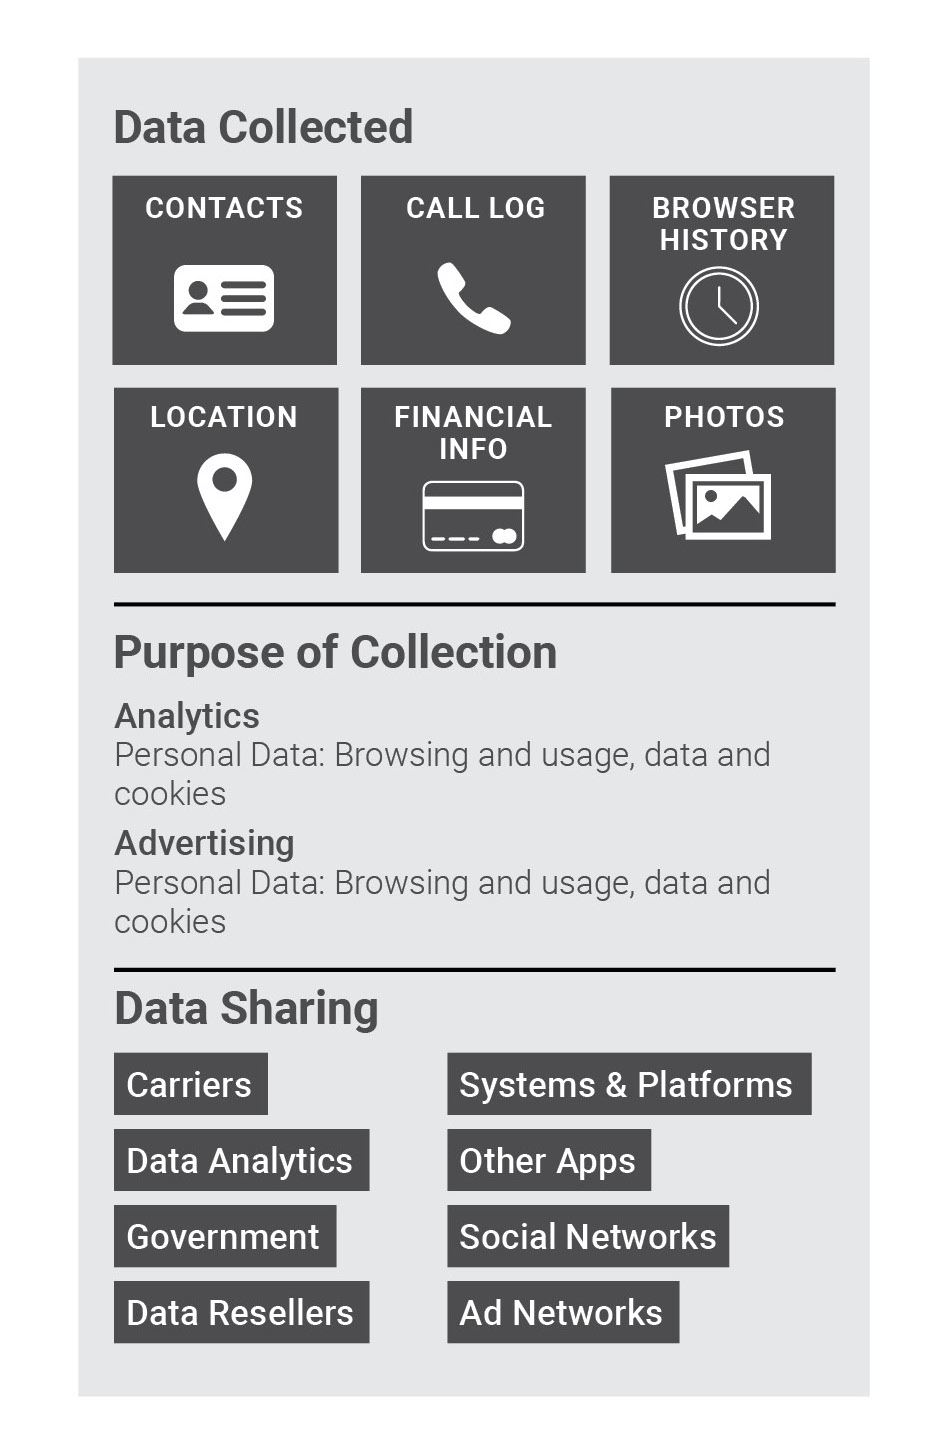 Data Collected
CONTACTS
CALL LOG
BROWSER
HISTORY
LOCATION
FINANCIAL
INFO
PHOTOS
Purpose of Collection
Analytics
Personal Data: Browsing and usage, data and
cookies
Advertising
Personal Data: Browsing and usage, data and
cookies
Data Sharing
Carriers
Systems & Platforms
Data Analytics
Other Apps
Government
Social Networks
Data Resellers
Ad Networks